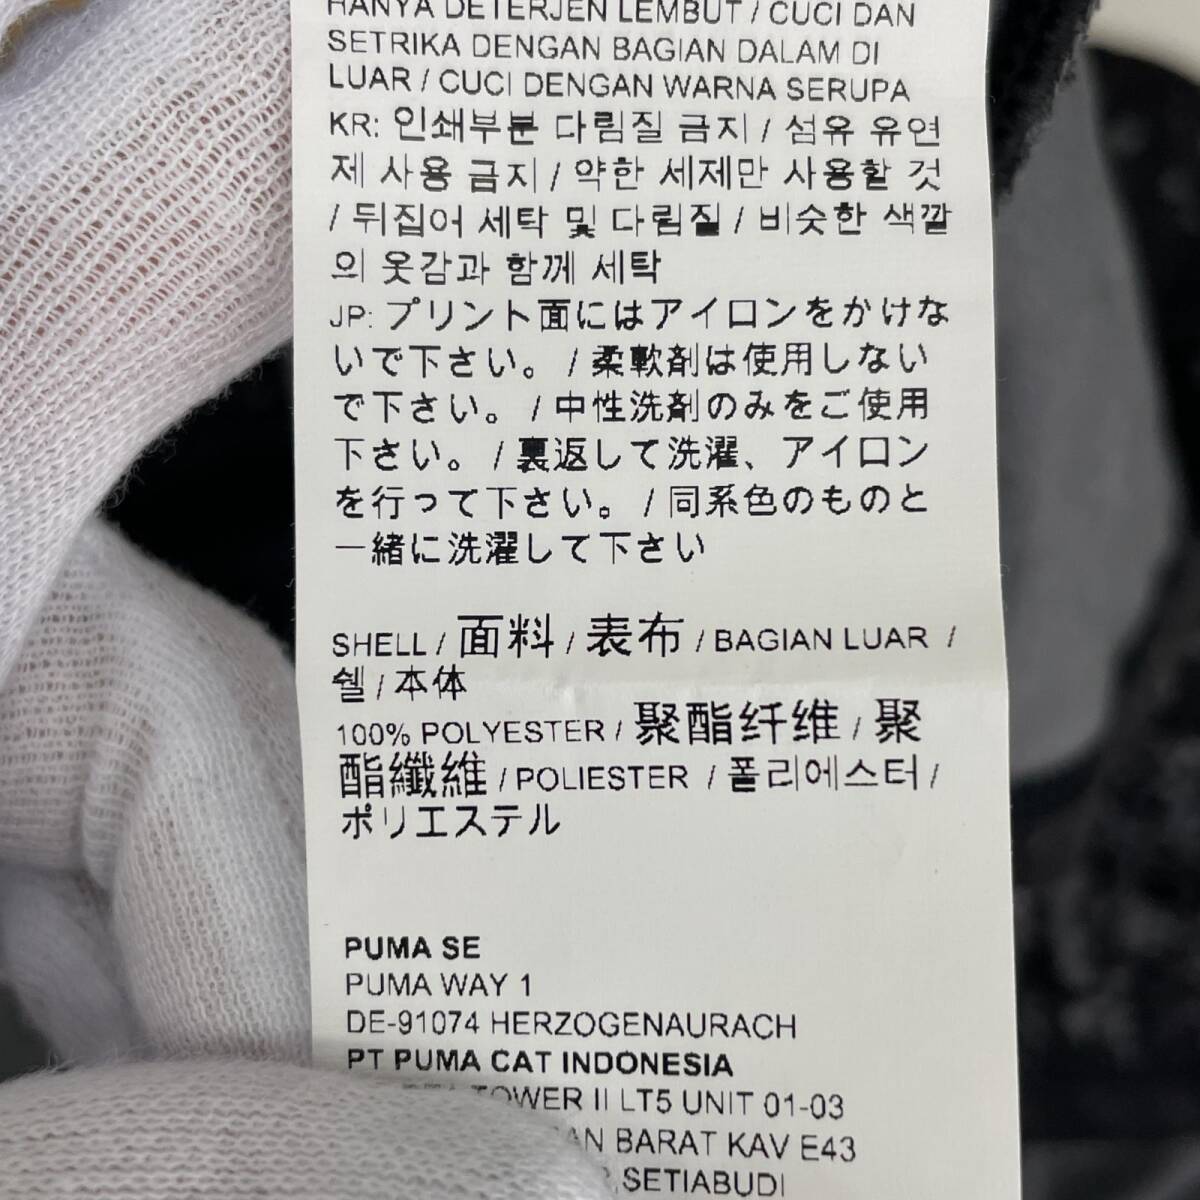 HANYA DETERJEN LEMBUT / CUCI DAN
SETRIKA DENGAN BAGIAN DALAM DI
LUAR / CUCI DENGAN WARNA SERUPA
KR: 인쇄부분 다림질 금지 / 섬유 유연
제 사용 금지 / 약한 세제만 사용할 것
/ 뒤집어 세탁 및 다림질 / 비슷한 색깔
의 옷감과 함께 세탁
JP: プリント面にはアイロンをかけな
いで下さい。 / 柔軟剤は使用しない
で下さい。 / 中性洗剤のみをご使用
下さい。 / 裏返して洗濯、アイロン
を行って下さい。 / 同系色のものと
一緒に洗濯して下さい
SHELL / 面料 / 表布 / BAGIAN LUAR /
쉘 / 本体
100% POLYESTER / 聚酯纤维 / 聚
酯纖維 / POLIESTER / 폴리에스터 /
ポリエステル
PUMA SE
PUMA WAY 1
DE-91074 HERZOGENAURACH
PT PUMA CAT INDONESIA
TOWER II LT5 UNIT 01-03
BARAT KAV E43
SETIABUDI